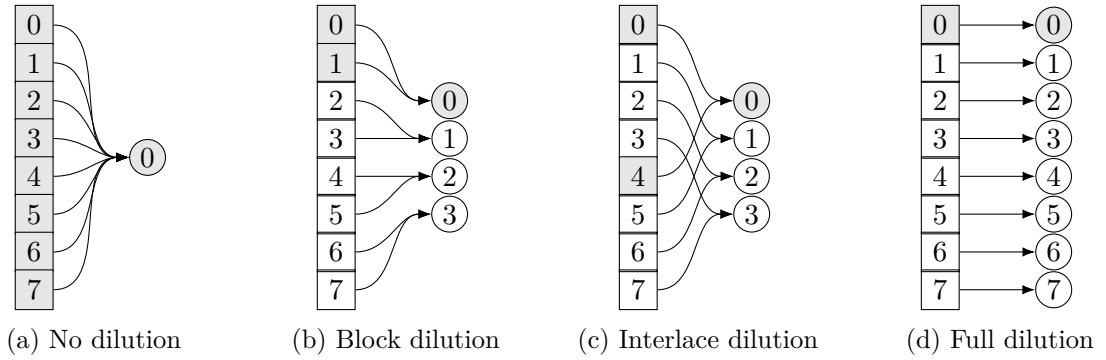 0 0 0 0 0
1 1 1 1 1
2 0 2 0 2 2
3 1 3 1 3 3
0
4 4 2 4 2 4 4
5 5 3 5 3 5 5
6 6 6 6 6
7 7 7 7 7
(a) No dilution (b) Block dilution (c) Interlace dilution (d) Full dilution